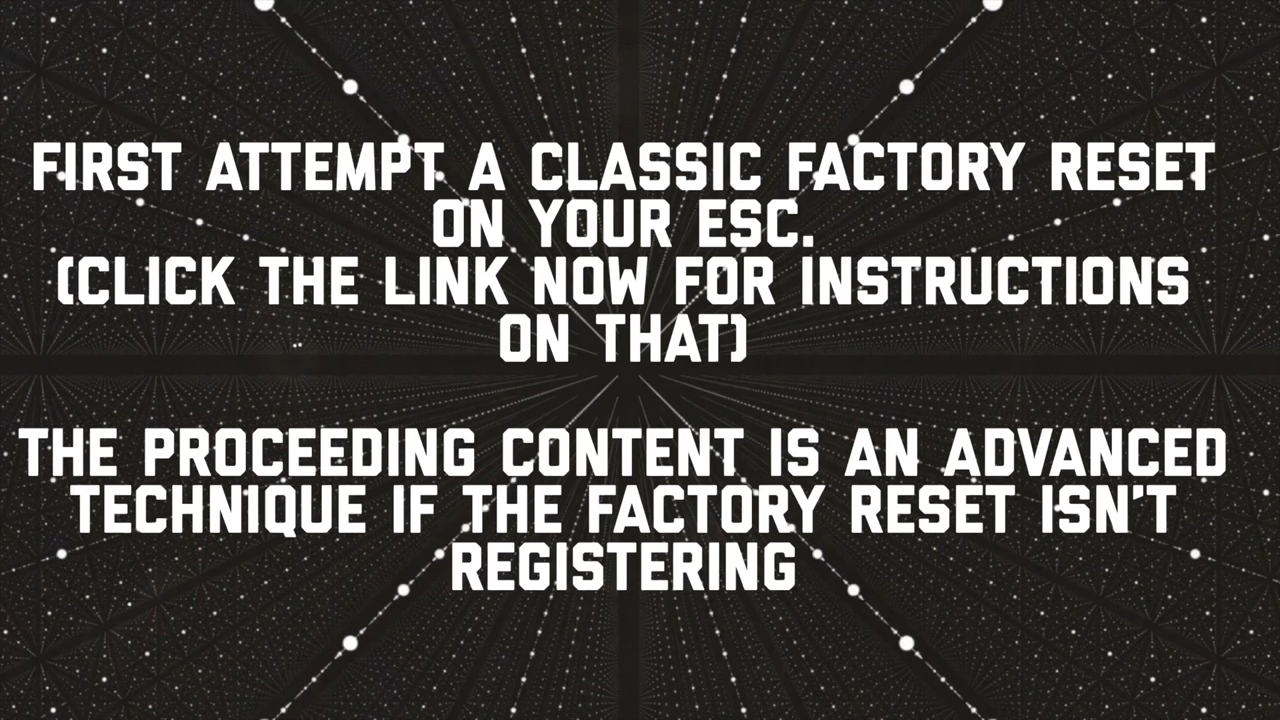 FIRST ATTEMPT A CLASSIC FACTORY RESET
ON YOUR ESC.
(CLICK THE LINK NOW FOR INSTRUCTIONS
ON THAT)
THE PROCEEDING CONTENT IS AN ADVANCED
TECHNIQUE IF THE FACTORY RESET ISN'T
REGISTERING